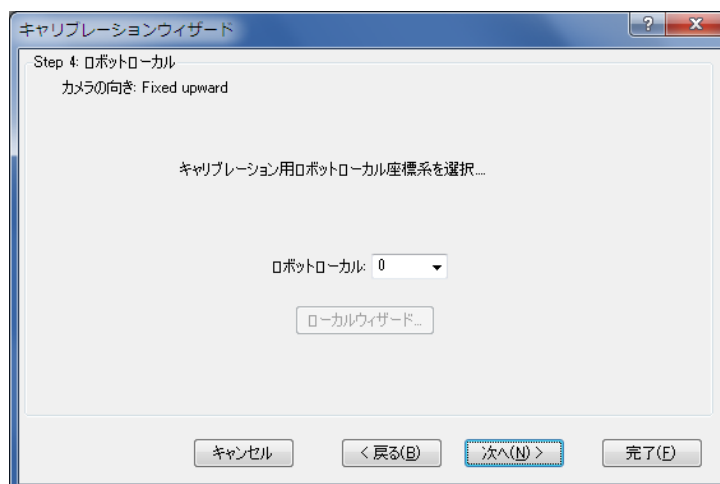 キャリブレーションウィザード
Step 4: ロボットローカル
カメラの向き: Fixed upward
キャリブレーション用ロボットローカル座標系を選択...
ロボットローカル: 0
ローカルウィザード...
キャンセル < 戻る(B) 次へ(N) > 完了(F)